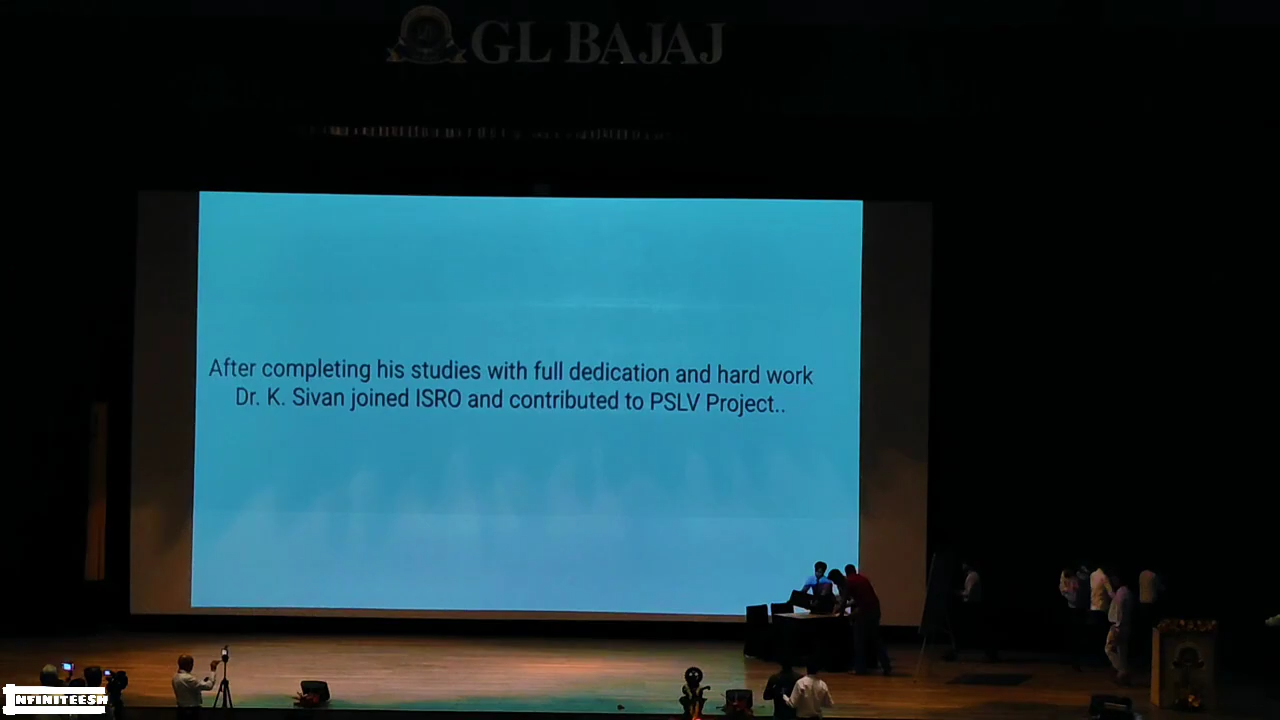 GL BAJAJ
After completing his studies with full dedication and hard work
Dr. K. Sivan joined ISRO and contributed to PSLV Project..
INFINITEESH